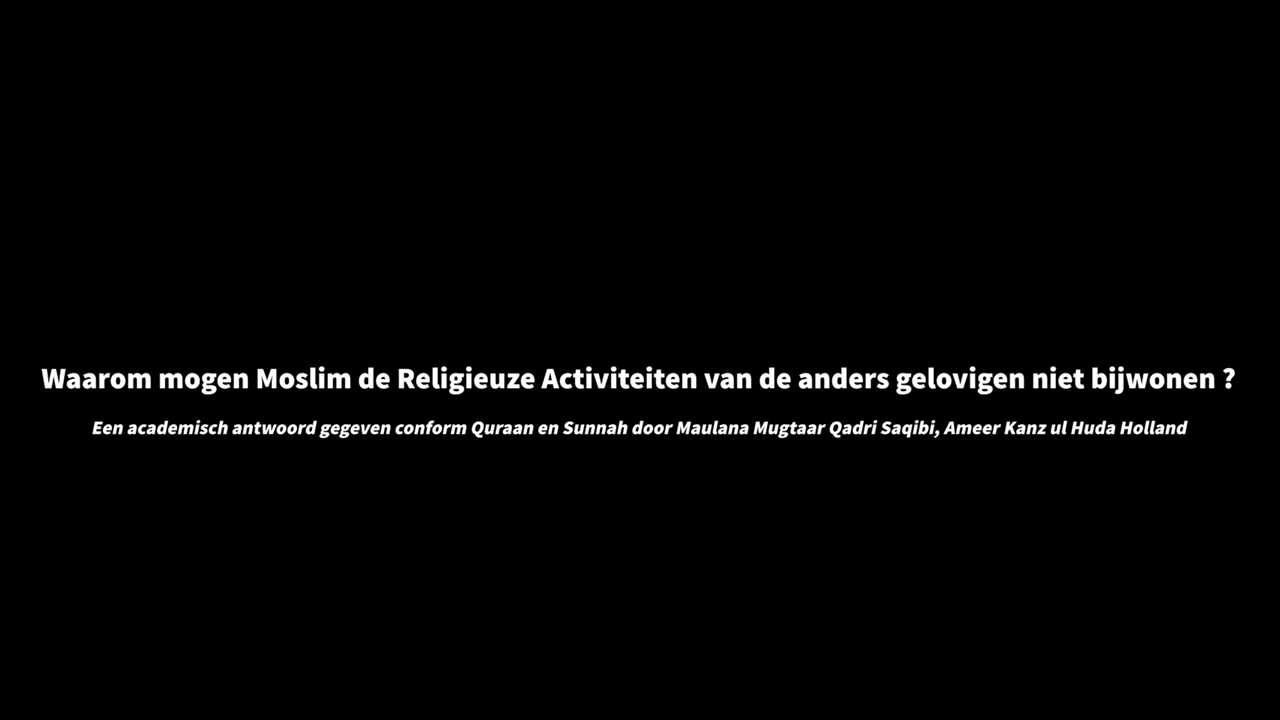 Waarom mogen Moslim de Religieuze Activiteiten van de anders gelovigen niet bijwonen ?
Een academisch antwoord gegeven conform Quraan en Sunnah door Maulana Mugtaar Qadri Saqibi, Ameer Kanz ul Huda Holland